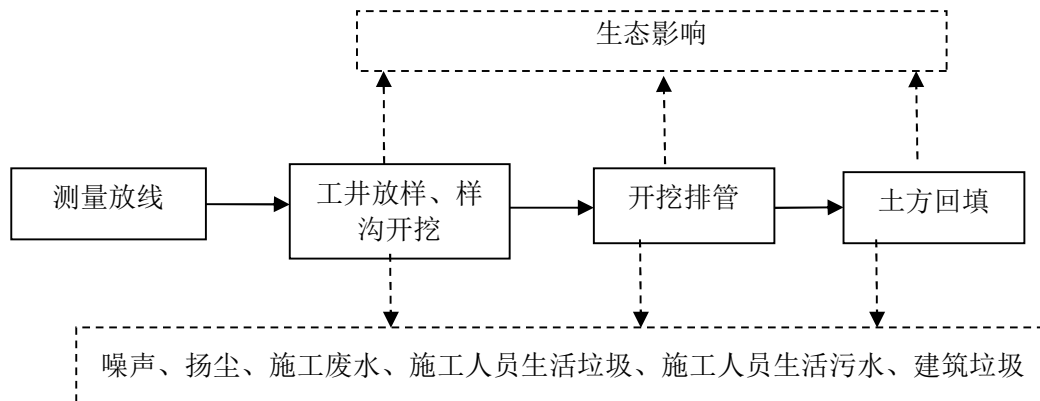 生态影响
测量放线
工井放样、样
沟开挖
开挖排管
土方回填
噪声、扬尘、施工废水、施工人员生活垃圾、施工人员生活污水、建筑垃圾